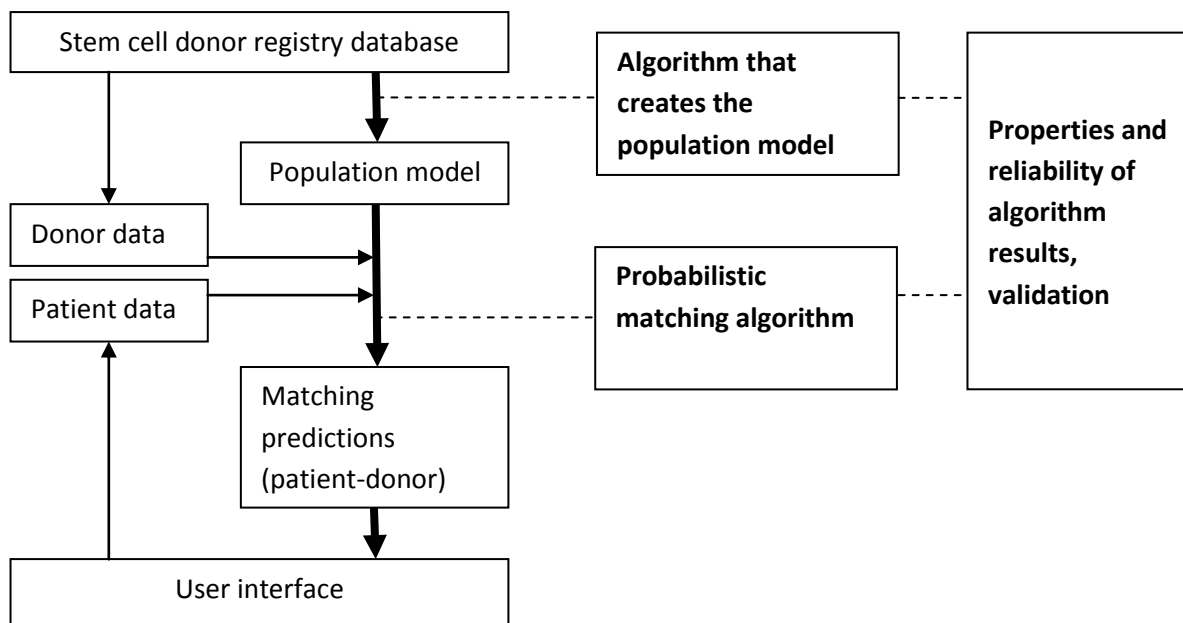 Stem cell donor registry database
Algorithm that
creates the
population model
Properties and
reliability of
algorithm
results,
validation
Population model
Donor data
Patient data
Probabilistic
matching algorithm
Matching
predictions
(patient-donor)
User interface